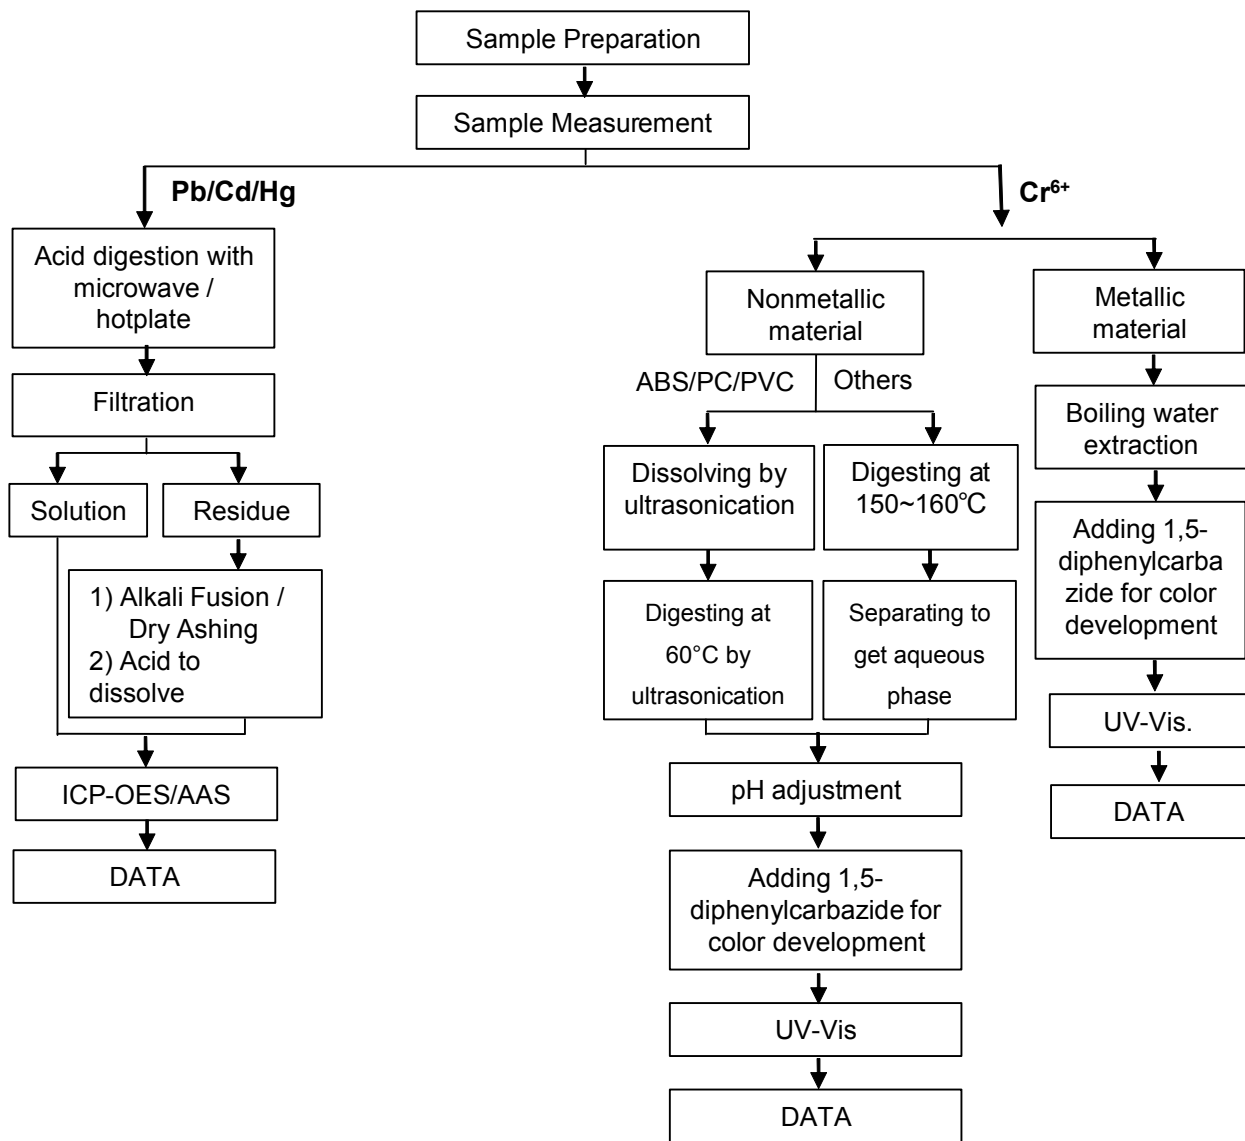 Sample Preparation
Sample Measurement
Pb/Cd/Hg
Acid digestion with
microwave /
hotplate
Filtration
Solution
Residue
1) Alkali Fusion /
Dry Ashing
2) Acid to
dissolve
ICP-OES/AAS
DATA
Cr⁶⁺
Nonmetallic
material
ABS/PC/PVC
Others
Dissolving by
ultrasonication
Digesting at
60°C by
ultrasonication
Digesting at
150~160℃
Separating to
get aqueous
phase
pH adjustment
Adding 1,5-
diphenylcarbazide for
color development
UV-Vis
DATA
Metallic
material
Boiling water
extraction
Adding 1,5-
diphenylcarba
zide for color
development
UV-Vis.
DATA